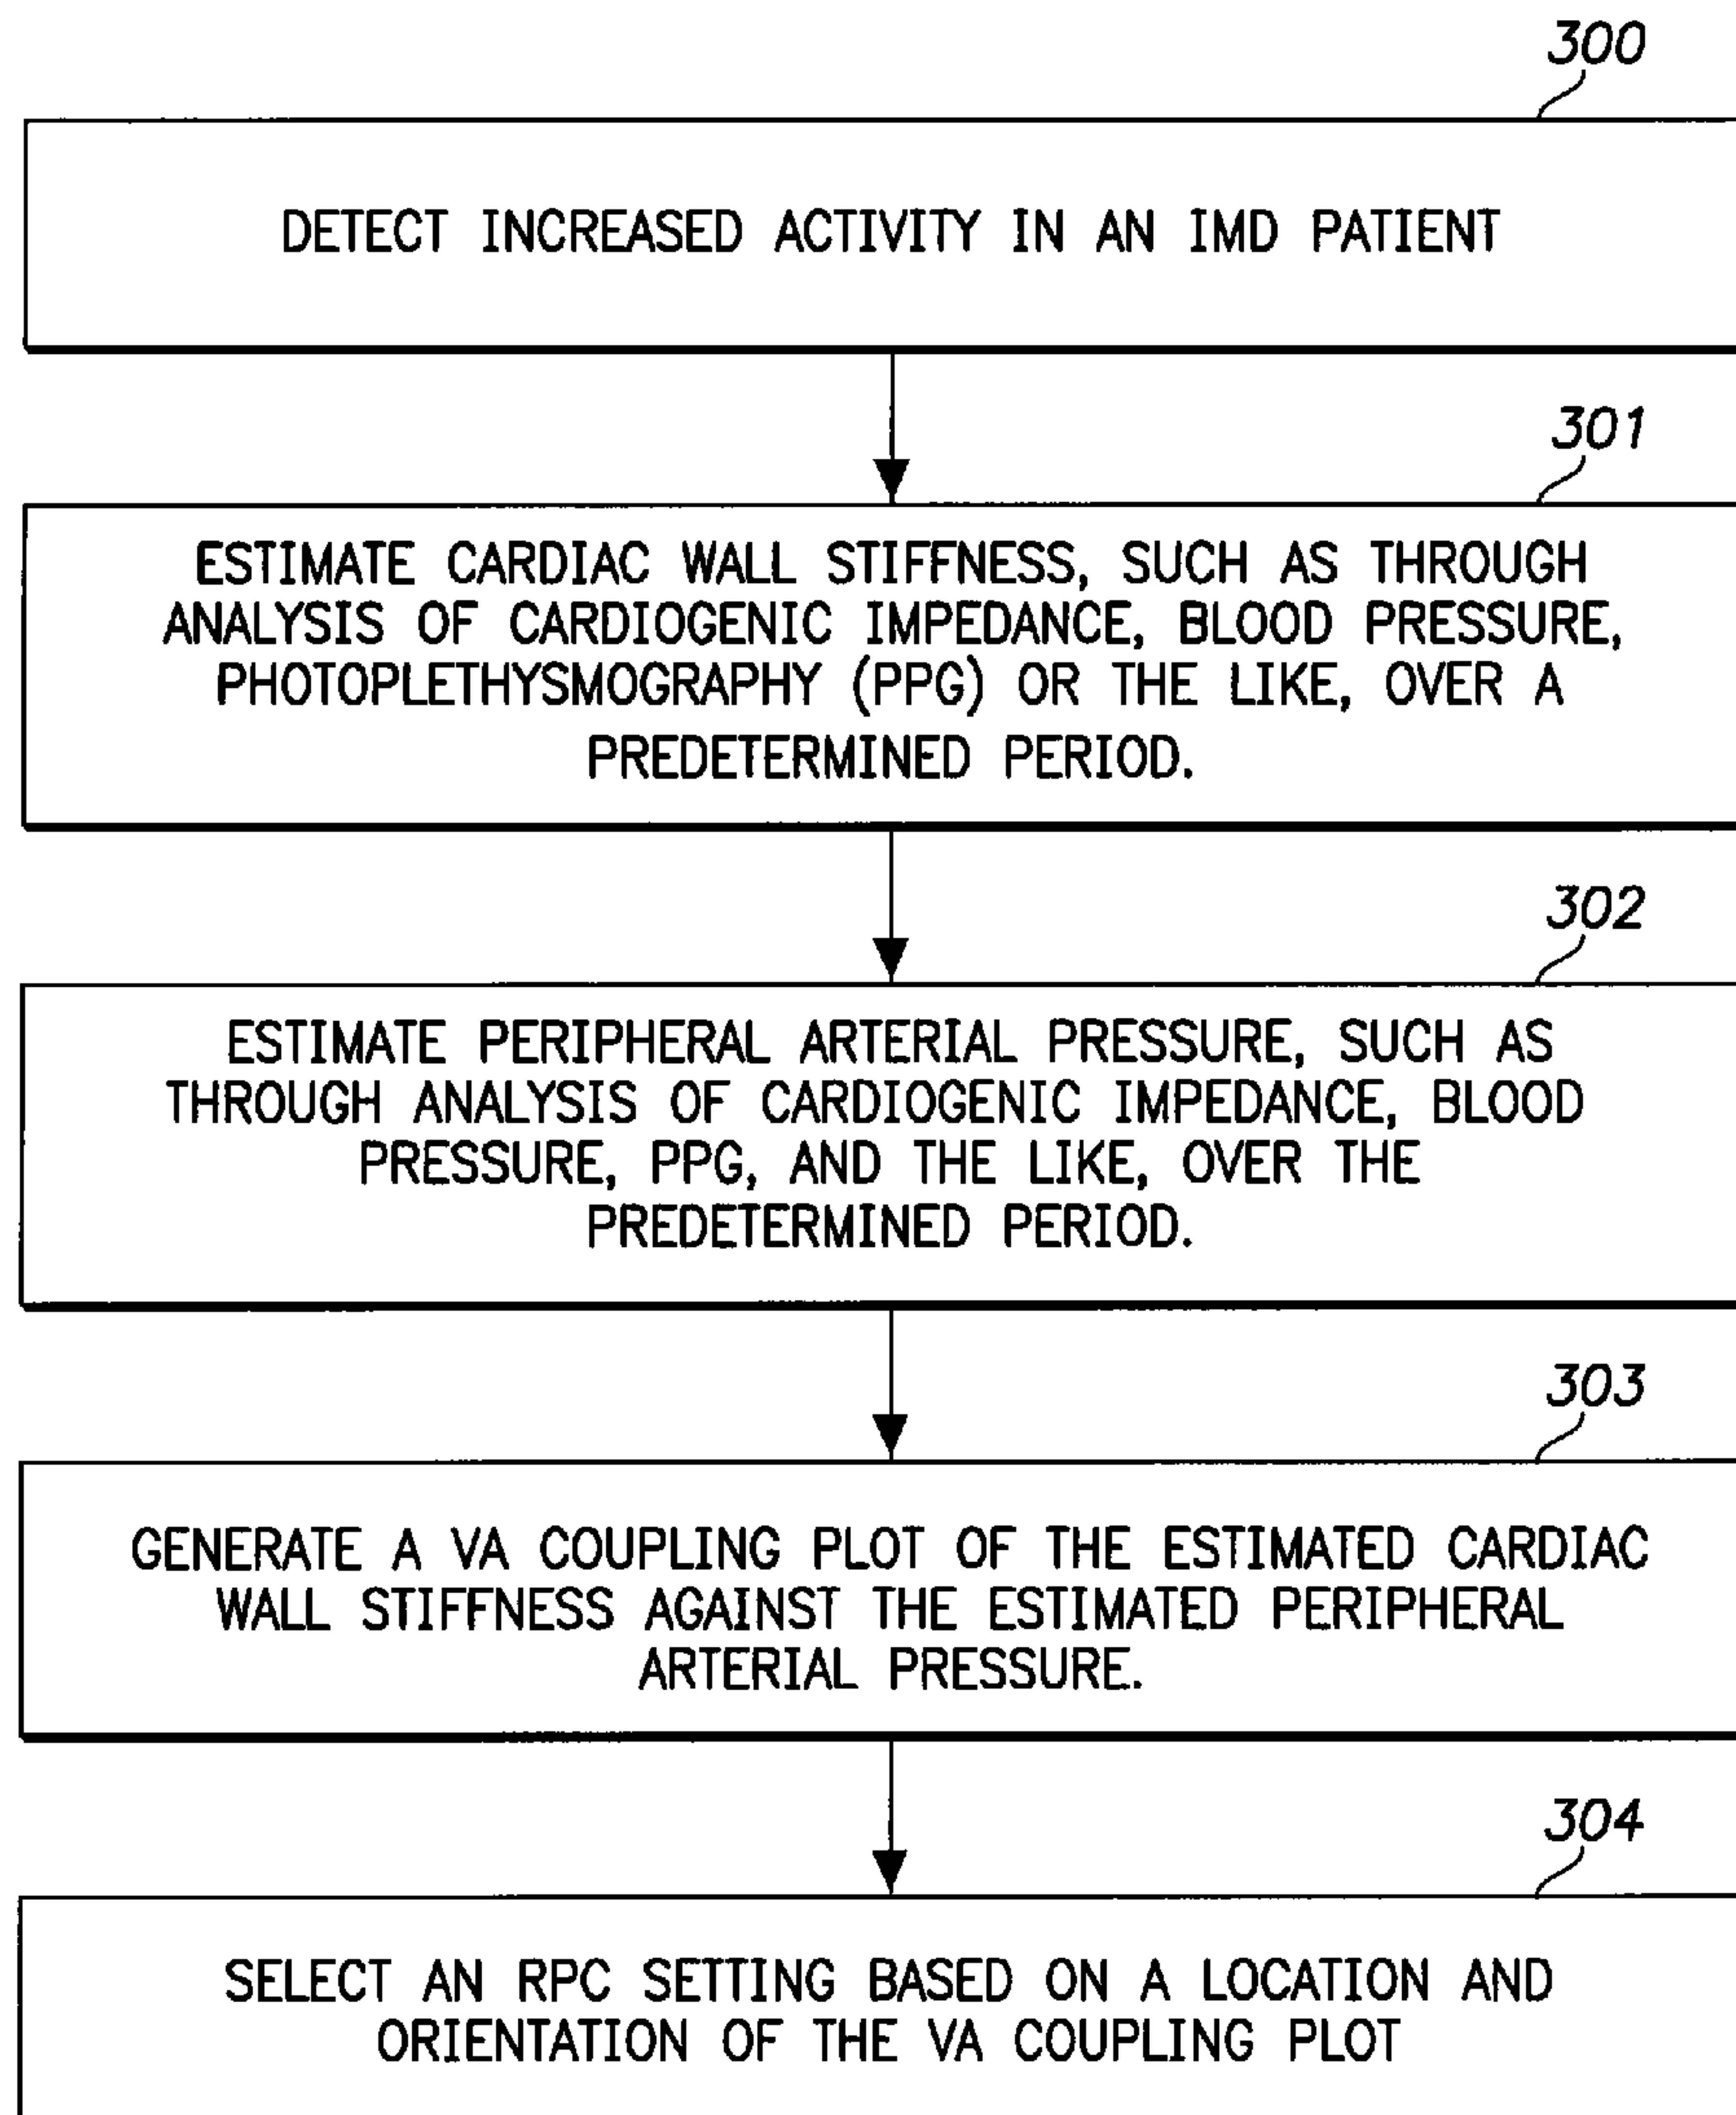 300
DETECT INCREASED ACTIVITY IN AN IMD PATIENT
301
ESTIMATE CARDIAC WALL STIFFNESS, SUCH AS THROUGH
ANALYSIS OF CARDIOGENIC IMPEDANCE, BLOOD PRESSURE,
PHOTOPLETHYSMOGRAPHY (PPG) OR THE LIKE, OVER A
PREDETERMINED PERIOD.
302
ESTIMATE PERIPHERAL ARTERIAL PRESSURE, SUCH AS
THROUGH ANALYSIS OF CARDIOGENIC IMPEDANCE, BLOOD
PRESSURE, PPG, AND THE LIKE, OVER THE
PREDETERMINED PERIOD.
303
GENERATE A VA COUPLING PLOT OF THE ESTIMATED CARDIAC
WALL STIFFNESS AGAINST THE ESTIMATED PERIPHERAL
ARTERIAL PRESSURE.
304
SELECT AN RPC SETTING BASED ON A LOCATION AND
ORIENTATION OF THE VA COUPLING PLOT